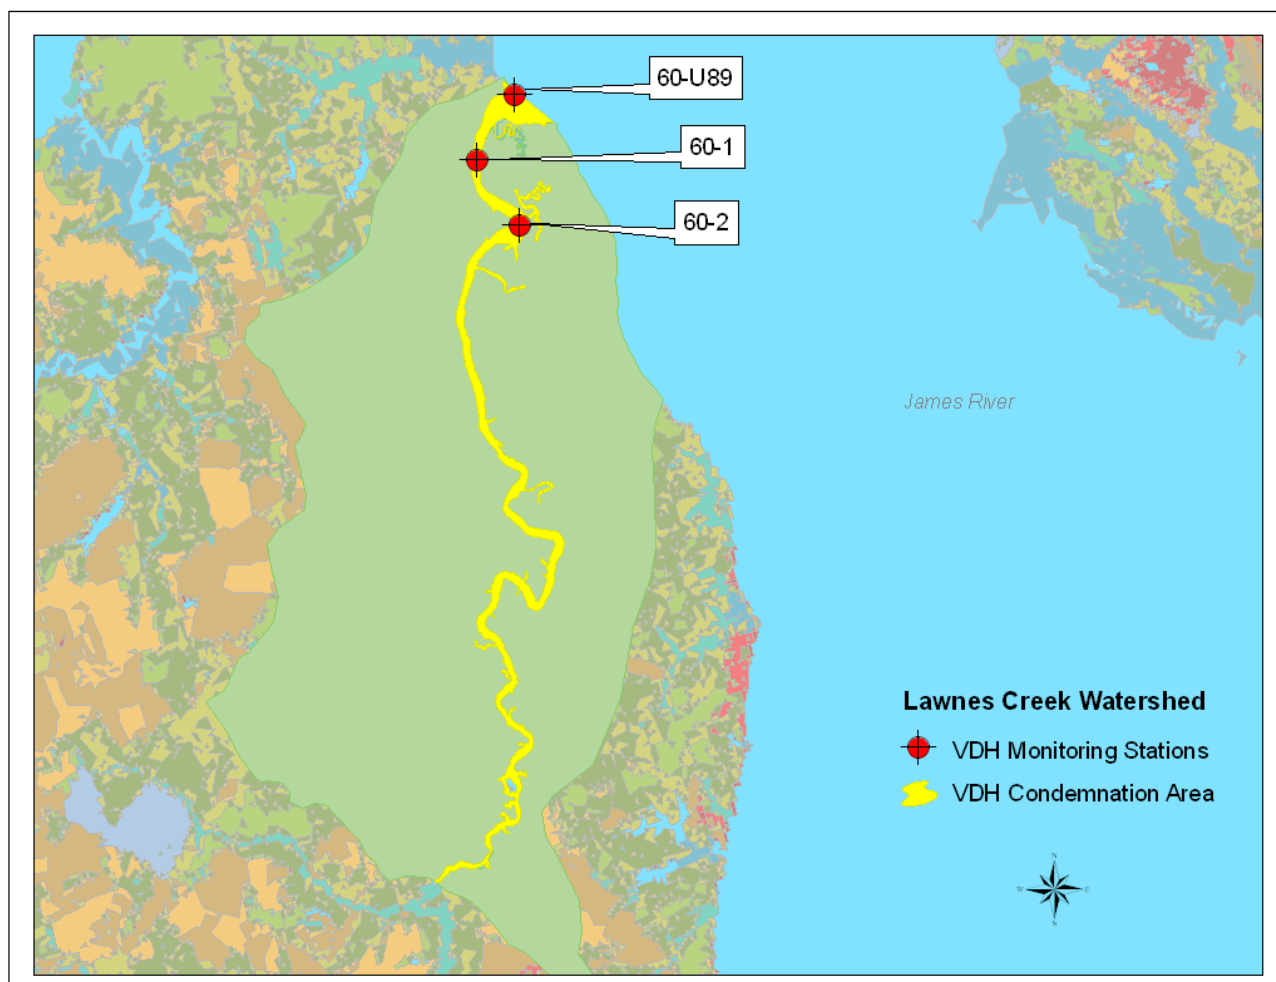 60-U89
60-1
60-2
James River
Lawnes Creek Watershed
VDH Monitoring Stations
VDH Condemnation Area
N
W
E
S